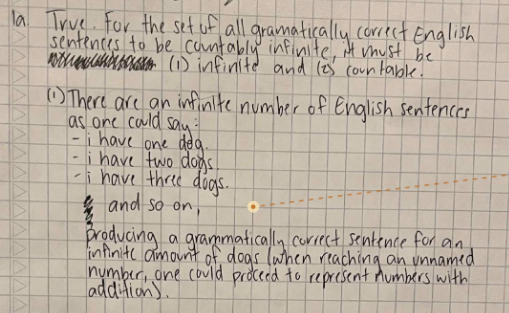 1a. True. For the set of all gramatically correct English
sentences to be countably infinite, it must be
(1) infinite and (2) countable.
(1) There are an infinite number of English sentences
as one could say:
- i have one dog.
- i have two dogs.
- i have three dogs.
and so on,
producing a grammatically correct sentence for an
infinite amount of dogs (when reaching an unnamed
number, one could proceed to represent numbers with
addition).